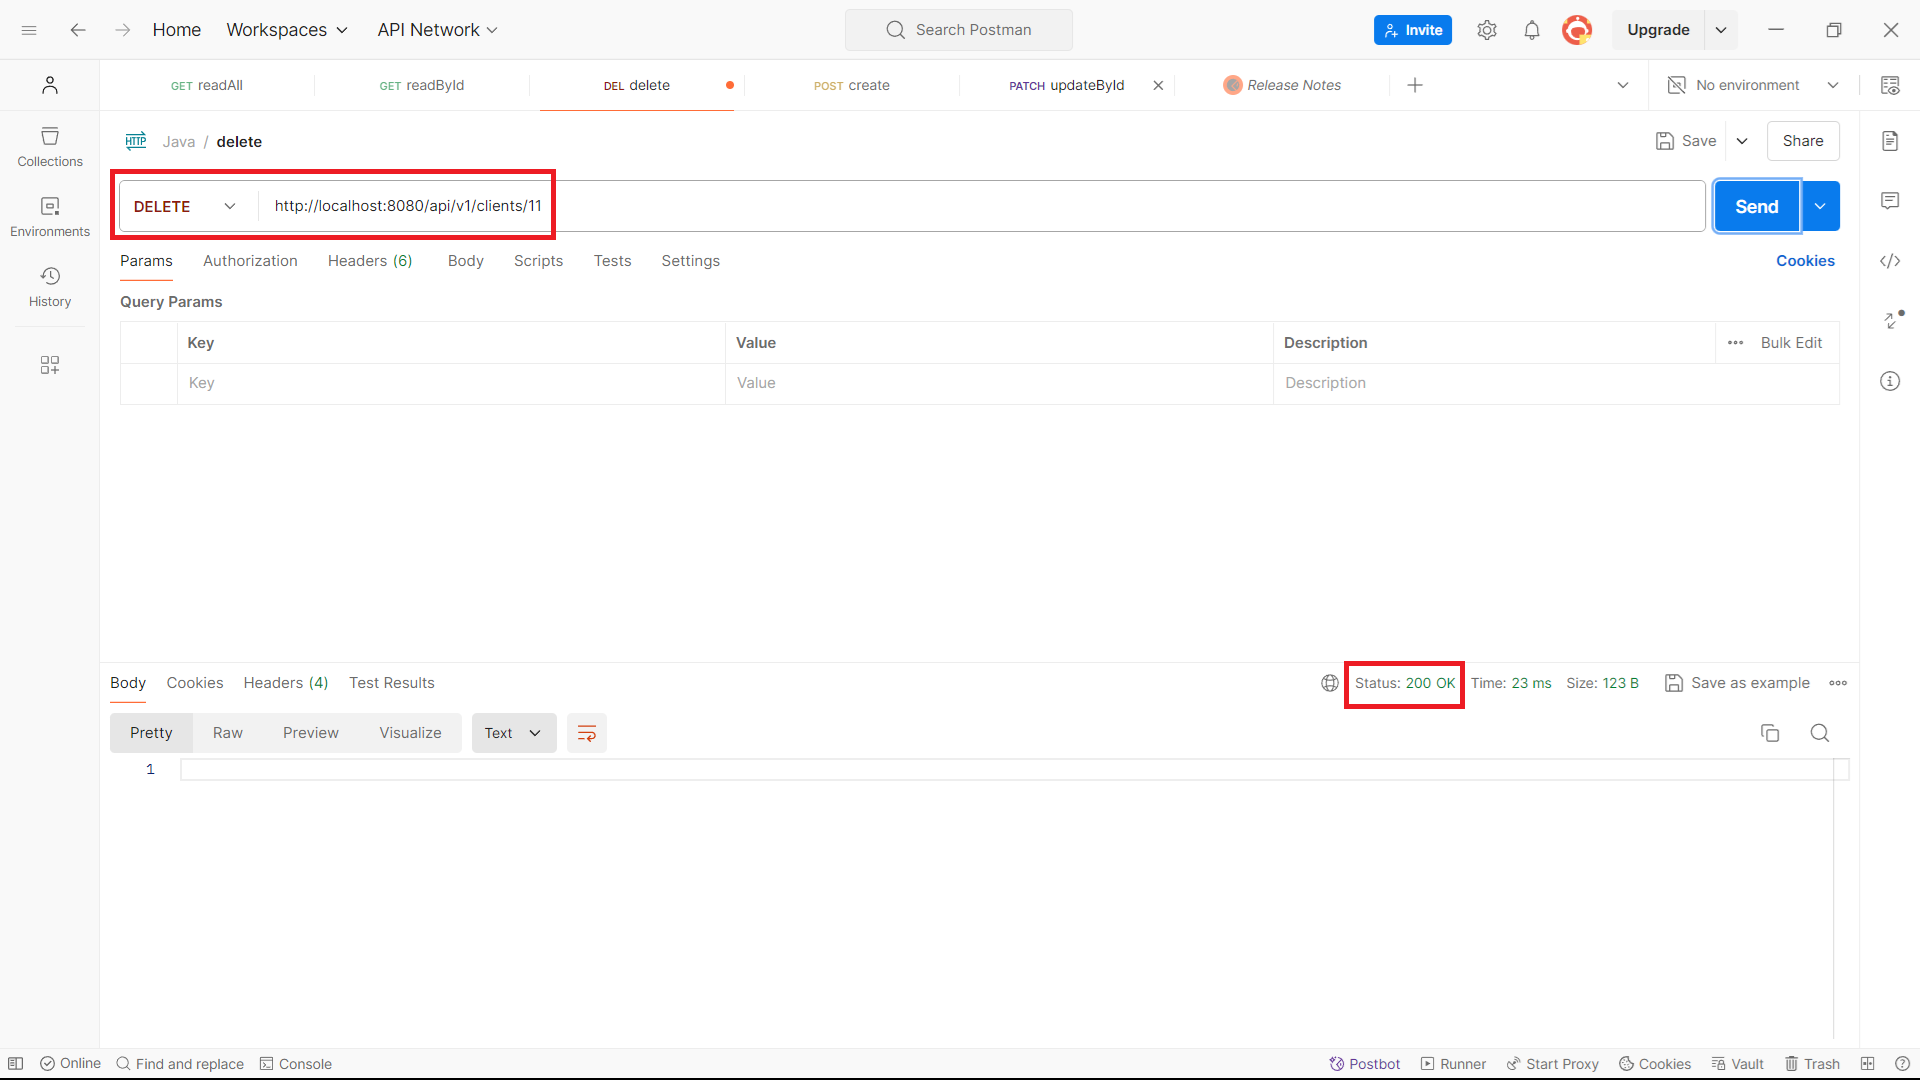 Home Workspaces API Network Search Postman Invite Upgrade
GET readAll GET readById DEL delete POST create PATCH updateById Release Notes No environment
HTTP Java / delete Save Share
Collections
DELETE http://localhost:8080/api/v1/clients/11 Send
Environments
Params Authorization Headers (6) Body Scripts Tests Settings Cookies
History
Query Params
Key Value Description Bulk Edit
Key Value Description
Body Cookies Headers (4) Test Results Status: 200 OK Time: 23 ms Size: 123 B Save as example
Pretty Raw Preview Visualize Text
1
Online Find and replace Console Postbot Runner Start Proxy Cookies Vault Trash